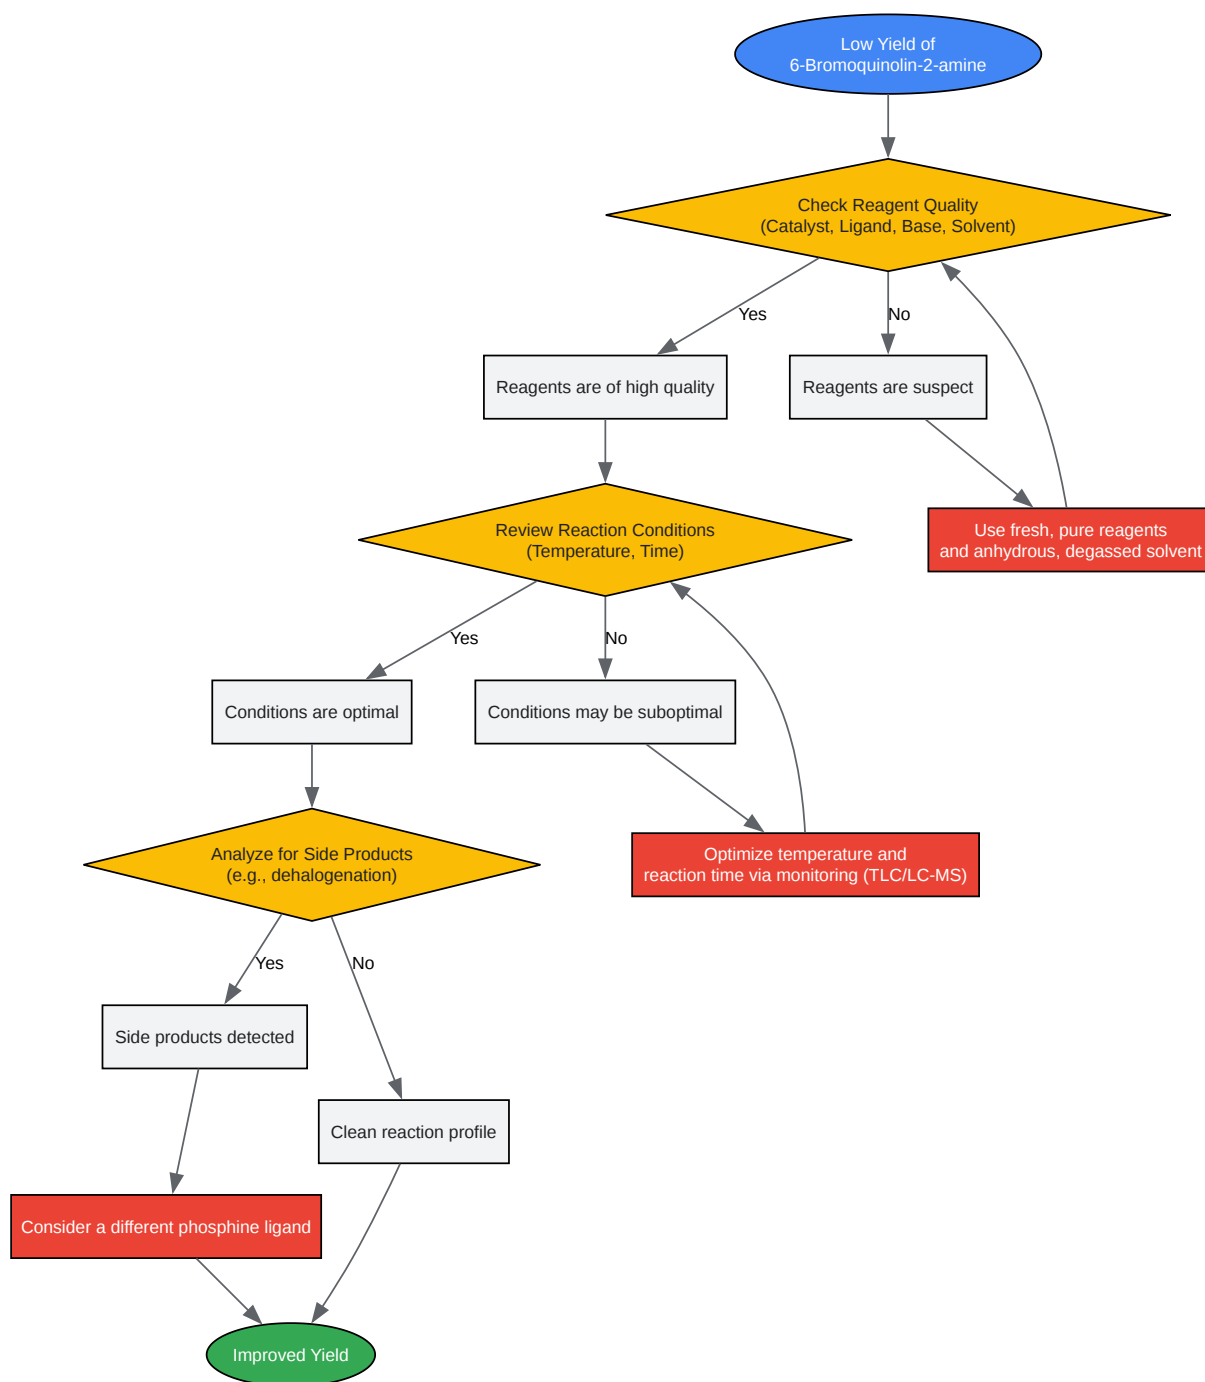 Low Yield of
6-Bromoquinolin-2-amine
Check Reagent Quality
(Catalyst, Ligand, Base, Solvent)
Yes
No
Reagents are of high quality
Reagents are suspect
Review Reaction Conditions
(Temperature, Time)
Use fresh, pure reagents
and anhydrous, degassed solvent
Yes
No
Conditions are optimal
Conditions may be suboptimal
Analyze for Side Products
(e.g., dehalogenation)
Optimize temperature and
reaction time via monitoring (TLC/LC-MS)
Yes
No
Side products detected
Clean reaction profile
Consider a different phosphine ligand
Improved Yield